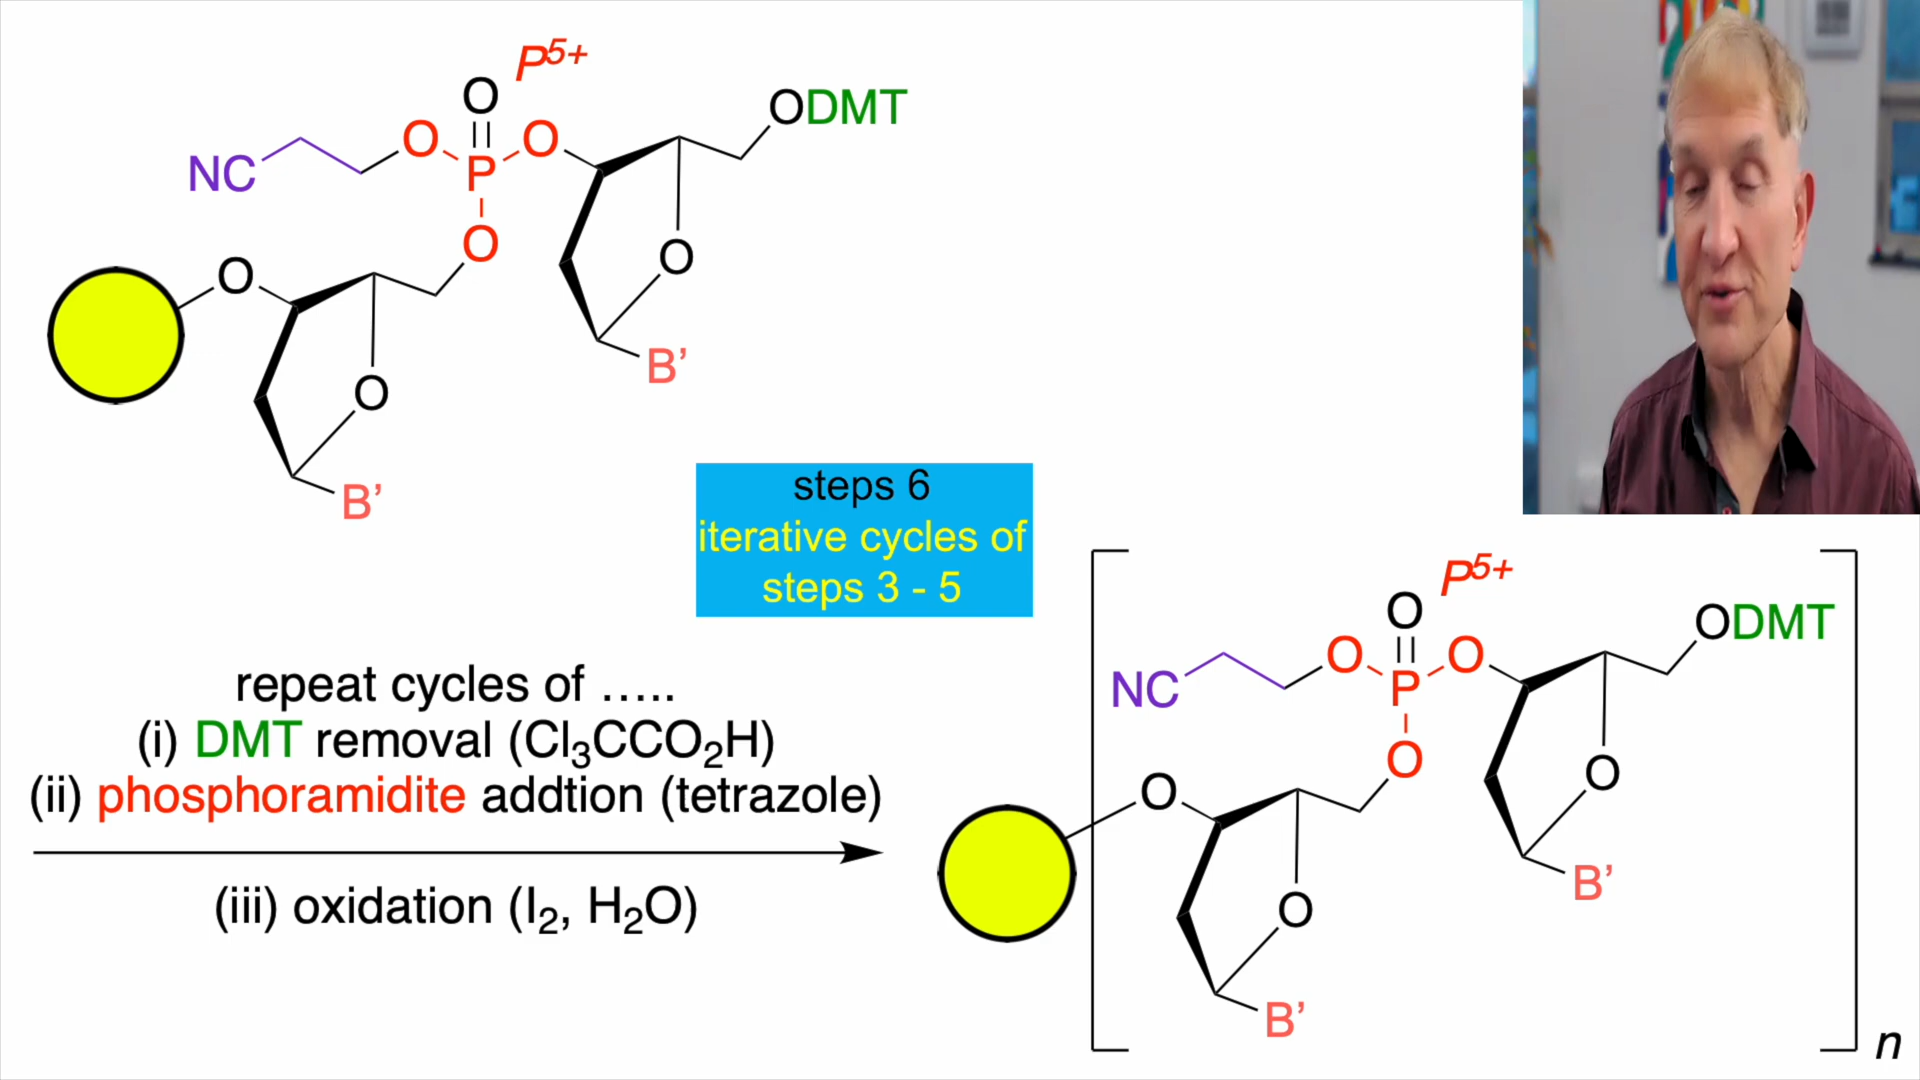 P⁵⁺
O
ODMT
O
O
NC
P
O
O
O
B'
O
B'
steps 6
iterative cycles of
steps 3 - 5
P⁵⁺
O
ODMT
O
O
NC
P
O
O
O
B'
O
B'
n
repeat cycles of .....
(i) DMT removal (Cl₃CCO₂H)
(ii) phosphoramidite addtion (tetrazole)
(iii) oxidation (I₂, H₂O)